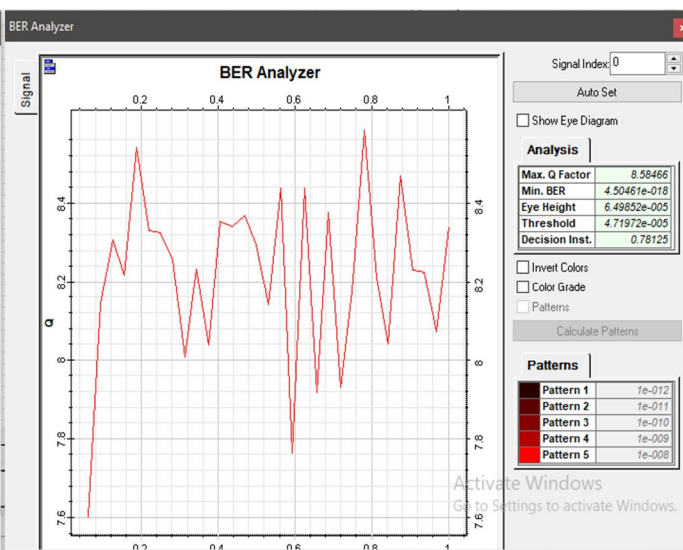 BER Analyzer
Signal
BER Analyzer
0.2 0.4 0.6 0.8 1
8.4 8.4
8.2 8.2
Q
8 8
7.8 7.8
7.6 7.6
0.2 0.4 0.6 0.8 1
Signal Index: 0
Auto Set
Show Eye Diagram
Analysis
Max. Q Factor 8.58466
Min. BER 4.50461e-018
Eye Height 6.49852e-005
Threshold 4.71972e-005
Decision Inst. 0.78125
Invert Colors
Color Grade
Patterns
Calculate Patterns
Patterns
Pattern 1 1e-012
Pattern 2 1e-011
Pattern 3 1e-010
Pattern 4 1e-009
Pattern 5 1e-008
Activate Windows
Go to Settings to activate Windows.